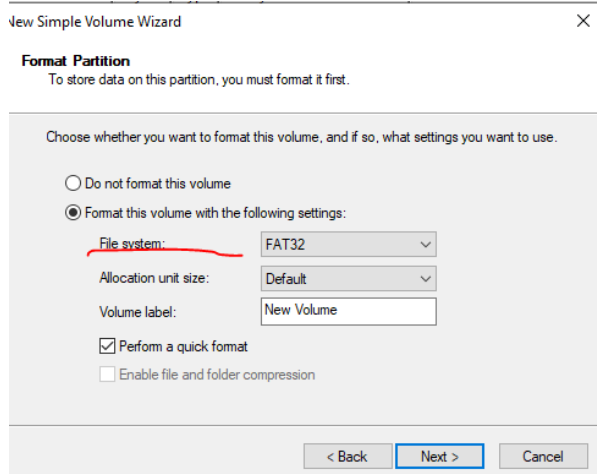 New Simple Volume Wizard
Format Partition
To store data on this partition, you must format it first.
Choose whether you want to format this volume, and if so, what settings you want to use.
Do not format this volume
Format this volume with the following settings:
File system: FAT32
Allocation unit size: Default
Volume label: New Volume
Perform a quick format
Enable file and folder compression
< Back Next > Cancel